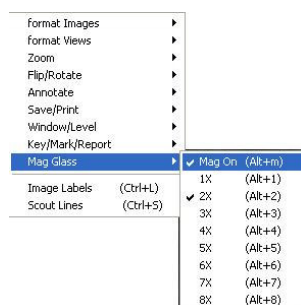 format Images
format Views
Zoom
Flip/Rotate
Annotate
Save/Print
Window/Level
Key/Mark/Report
Mag Glass
Image Labels (Ctrl+L)
Scout Lines (Ctrl+S)
Mag On (Alt+m)
1X (Alt+1)
2X (Alt+2)
3X (Alt+3)
4X (Alt+4)
5X (Alt+5)
6X (Alt+6)
7X (Alt+7)
8X (Alt+8)